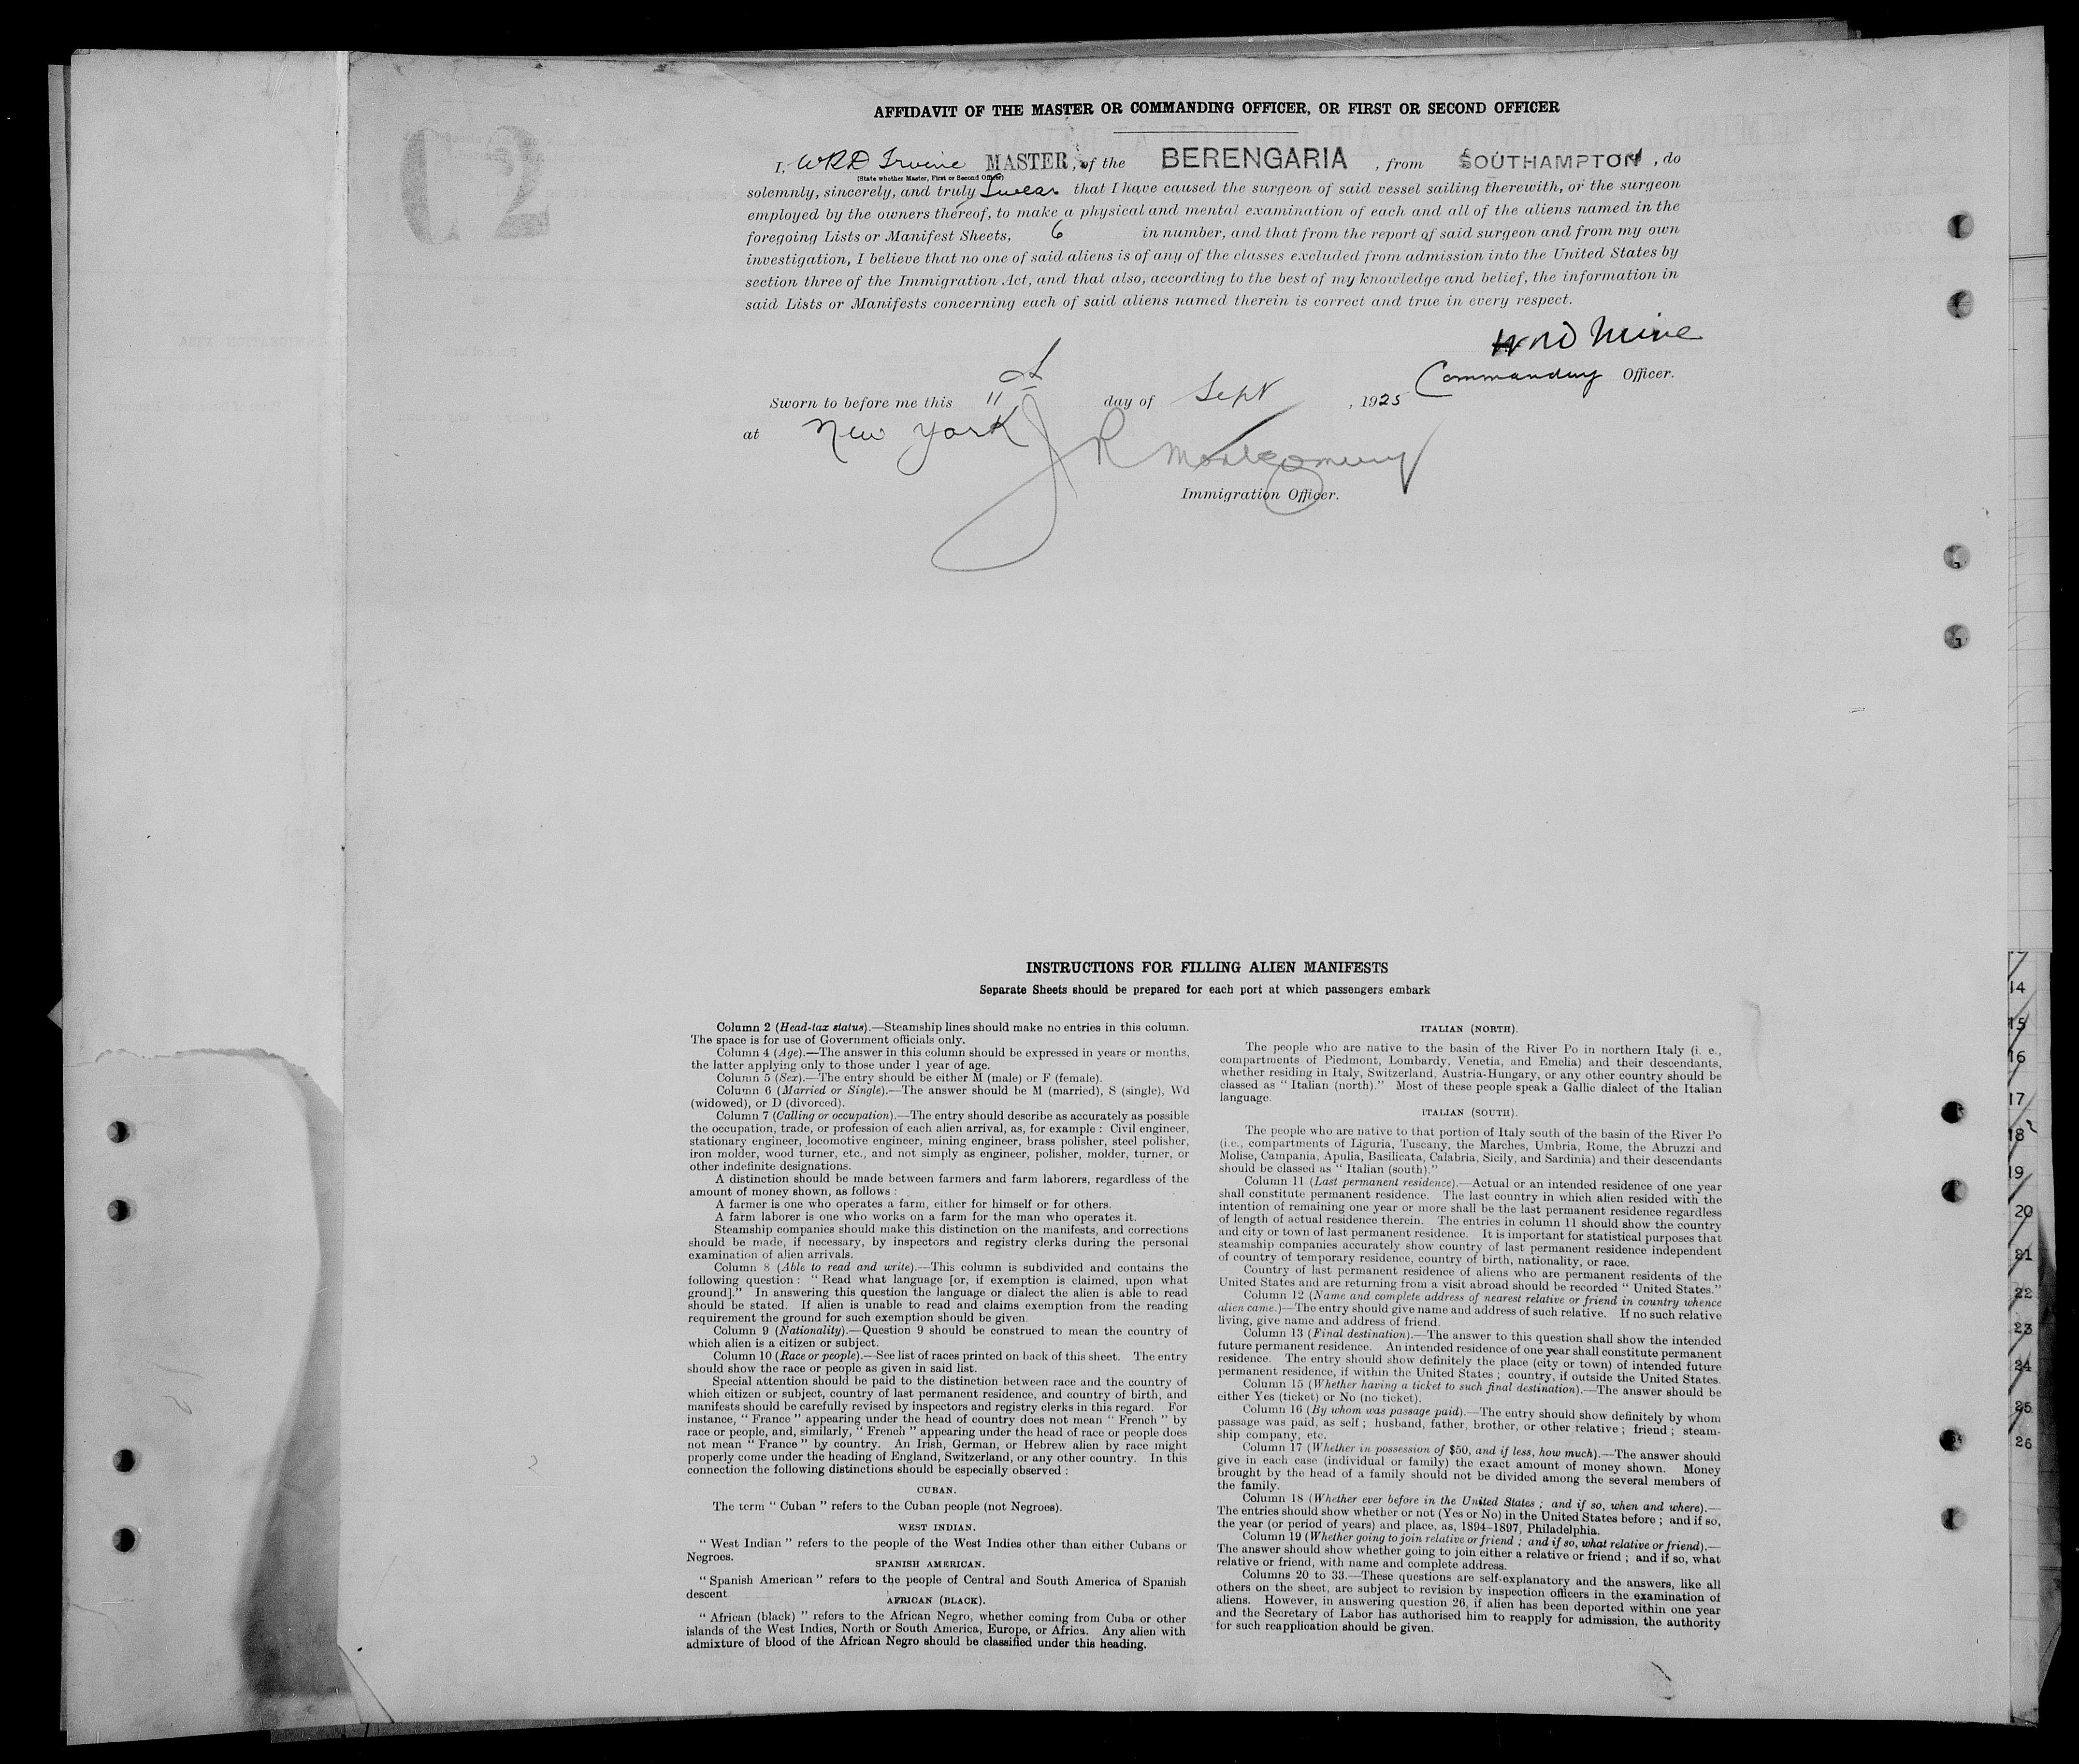 AFFIDAVIT OF THE MASTER OR COMMANDING OFFICER, OR FIRST OR SECOND OFFICER
I, WRD Irvine MASTER, of the BERENGARIA , from SOUTHAMPTON , do
(State whether Master, First or Second Officer)
solemnly, sincerely, and truly Swear that I have caused the surgeon of said vessel sailing therewith, or the surgeon
employed by the owners thereof, to make a physical and mental examination of each and all of the aliens named in the
foregoing Lists or Manifest Sheets, 6 in number, and that from the report of said surgeon and from my own
investigation, I believe that no one of said aliens is of any of the classes excluded from admission into the United States by
section three of the Immigration Act, and that also, according to the best of my knowledge and belief, the information in
said Lists or Manifests concerning each of said aliens named therein is correct and true in every respect.
WRD Irvine
Commanding Officer.
Sworn to before me this 11 day of Sept , 1925
at New York
J R Montgomery
Immigration Officer.
C2
INSTRUCTIONS FOR FILLING ALIEN MANIFESTS
Separate Sheets should be prepared for each port at which passengers embark
Column 2 (Head-tax status).—Steamship lines should make no entries in this column.
The space is for use of Government officials only.
Column 4 (Age).—The answer in this column should be expressed in years or months,
the latter applying only to those under 1 year of age.
Column 5 (Sex).—The entry should be either M (male) or F (female).
Column 6 (Married or Single).—The answer should be M (married), S (single), Wd
(widowed), or D (divorced).
Column 7 (Calling or occupation).—The entry should describe as accurately as possible
the occupation, trade, or profession of each alien arrival, as, for example : Civil engineer,
stationary engineer, locomotive engineer, mining engineer, brass polisher, steel polisher,
iron molder, wood turner, etc., and not simply as engineer, polisher, molder, turner, or
other indefinite designations.
A distinction should be made between farmers and farm laborers, regardless of the
amount of money shown, as follows :
A farmer is one who operates a farm, either for himself or for others.
A farm laborer is one who works on a farm for the man who operates it.
Steamship companies should make this distinction on the manifests, and corrections
should be made, if necessary, by inspectors and registry clerks during the personal
examination of alien arrivals.
Column 8 (Able to read and write).—This column is subdivided and contains the
following question : " Read what language [or, if exemption is claimed, upon what
ground]." In answering this question the language or dialect the alien is able to read
should be stated. If alien is unable to read and claims exemption from the reading
requirement the ground for such exemption should be given.
Column 9 (Nationality).—Question 9 should be construed to mean the country of
which alien is a citizen or subject.
Column 10 (Race or people).—See list of races printed on back of this sheet. The entry
should show the race or people as given in said list.
Special attention should be paid to the distinction between race and the country of
which citizen or subject, country of last permanent residence, and country of birth, and
manifests should be carefully revised by inspectors and registry clerks in this regard. For
instance, " France " appearing under the head of country does not mean " French " by
race or people, and, similarly, " French " appearing under the head of race or people does
not mean " France " by country. An Irish, German, or Hebrew alien by race might
properly come under the heading of England, Switzerland, or any other country. In this
connection the following distinctions should be especially observed :
CUBAN.
The term " Cuban " refers to the Cuban people (not Negroes).
WEST INDIAN.
" West Indian " refers to the people of the West Indies other than either Cubans or
Negroes.
SPANISH AMERICAN.
" Spanish American " refers to the people of Central and South America of Spanish
descent
AFRICAN (BLACK).
" African (black) " refers to the African Negro, whether coming from Cuba or other
islands of the West Indies, North or South America, Europe, or Africa. Any alien with
admixture of blood of the African Negro should be classified under this heading.
ITALIAN (NORTH).
The people who are native to the basin of the River Po in northern Italy (i. e.,
compartments of Piedmont, Lombardy, Venetia, and Emelia) and their descendants,
whether residing in Italy, Switzerland, Austria-Hungary, or any other country should be
classed as " Italian (north)." Most of these people speak a Gallic dialect of the Italian
language.
ITALIAN (SOUTH).
The people who are native to that portion of Italy south of the basin of the River Po
(i.e., compartments of Liguria, Tuscany, the Marches, Umbria, Rome, the Abruzzi and
Molise, Campania, Apulia, Basilicata, Calabria, Sicily, and Sardinia) and their descendants
should be classed as " Italian (south)."
Column 11 (Last permanent residence).—Actual or an intended residence of one year
shall constitute permanent residence. The last country in which alien resided with the
intention of remaining one year or more shall be the last permanent residence regardless
of length of actual residence therein. The entries in column 11 should show the country
and city or town of last permanent residence. It is important for statistical purposes that
steamship companies accurately show country of last permanent residence independent
of country of temporary residence, country of birth, nationality, or race.
Country of last permanent residence of aliens who are permanent residents of the
United States and are returning from a visit abroad should be recorded " United States."
Column 12 (Name and complete address of nearest relative or friend in country whence
alien came.)—The entry should give name and address of such relative. If no such relative
living, give name and address of friend.
Column 13 (Final destination).—The answer to this question shall show the intended
future permanent residence. An intended residence of one year shall constitute permanent
residence. The entry should show definitely the place (city or town) of intended future
permanent residence, if within the United States ; country, if outside the United States.
Column 15 (Whether having a ticket to such final destination).—The answer should be
either Yes (ticket) or No (no ticket).
Column 16 (By whom was passage paid).—The entry should show definitely by whom
passage was paid, as self ; husband, father, brother, or other relative ; friend ; steam-
ship company, etc.
Column 17 (Whether in possession of $50, and if less, how much).—The answer should
give in each case (individual or family) the exact amount of money shown. Money
brought by the head of a family should not be divided among the several members of
the family.
Column 18 (Whether ever before in the United States ; and if so, when and where).—
The entries should show whether or not (Yes or No) in the United States before ; and if so,
the year (or period of years) and place, as, 1894–1897, Philadelphia.
Column 19 (Whether going to join relative or friend ; and if so, what relative or friend).—
The answer should show whether going to join either a relative or friend ; and if so, what
relative or friend, with name and complete address.
Columns 20 to 33.—These questions are self-explanatory and the answers, like all
others on the sheet, are subject to revision by inspection officers in the examination of
aliens. However, in answering question 26, if alien has been deported within one year
and the Secretary of Labor has authorised him to reapply for admission, the authority
for such reapplication should be given.
14
15
16
17
18
19
20
21
22
23
24
25
26